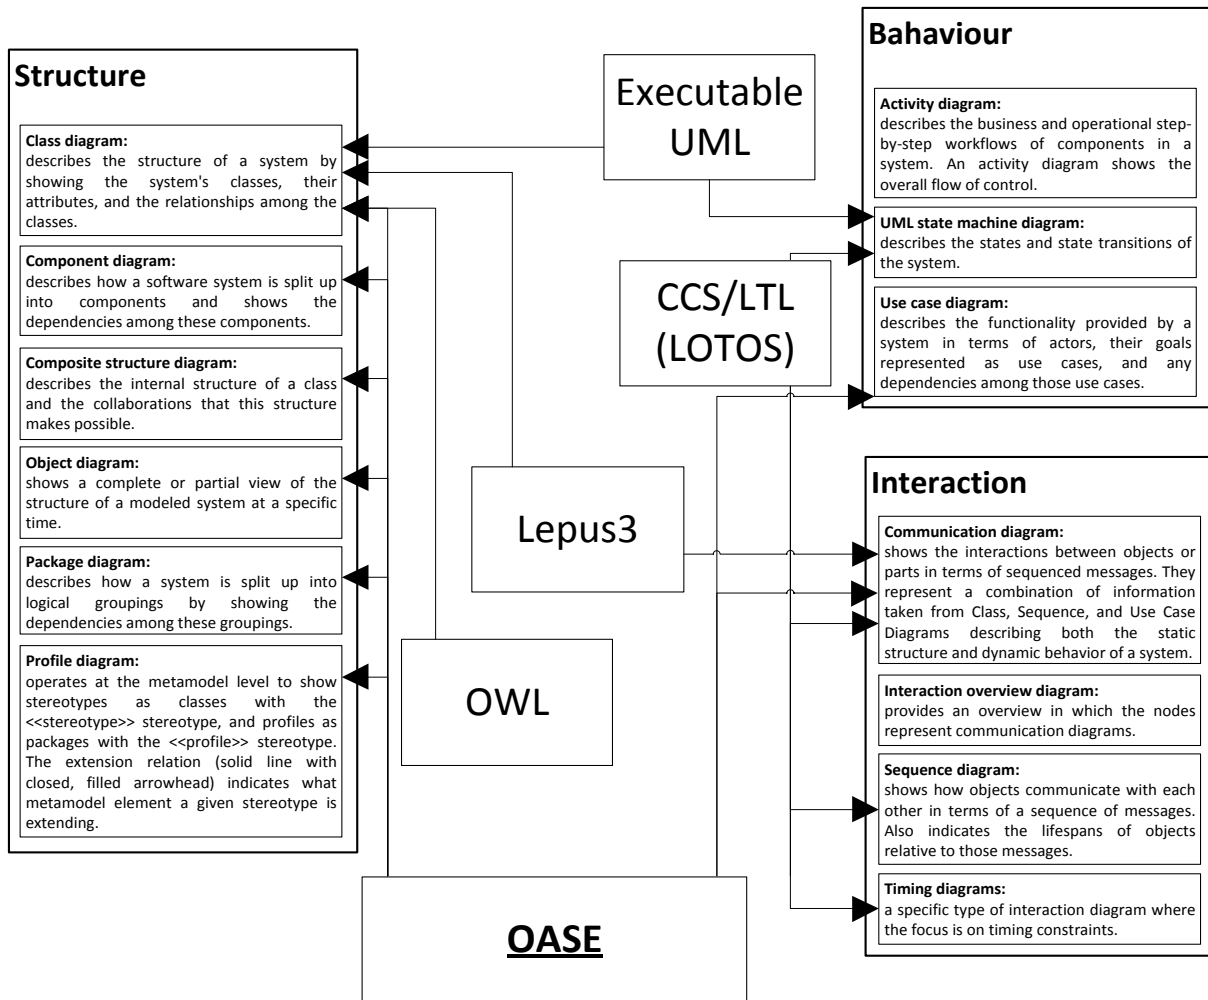 Structure
Class diagram:
describes the structure of a system by
showing the system's classes, their
attributes, and the relationships among the
classes.
Component diagram:
describes how a software system is split up
into components and shows the
dependencies among these components.
Composite structure diagram:
describes the internal structure of a class
and the collaborations that this structure
makes possible.
Object diagram:
shows a complete or partial view of the
structure of a modeled system at a specific
time.
Package diagram:
describes how a system is split up into
logical groupings by showing the
dependencies among these groupings.
Profile diagram:
operates at the metamodel level to show
stereotypes as classes with the
<<stereotype>> stereotype, and profiles as
packages with the <<profile>> stereotype.
The extension relation (solid line with
closed, filled arrowhead) indicates what
metamodel element a given stereotype is
extending.
Executable
UML
CCS/LTL
(LOTOS)
Lepus3
OWL
OASE
Bahaviour
Activity diagram:
describes the business and operational step-
by-step workflows of components in a
system. An activity diagram shows the
overall flow of control.
UML state machine diagram:
describes the states and state transitions of
the system.
Use case diagram:
describes the functionality provided by a
system in terms of actors, their goals
represented as use cases, and any
dependencies among those use cases.
Interaction
Communication diagram:
shows the interactions between objects or
parts in terms of sequenced messages. They
represent a combination of information
taken from Class, Sequence, and Use Case
Diagrams describing both the static
structure and dynamic behavior of a system.
Interaction overview diagram:
provides an overview in which the nodes
represent communication diagrams.
Sequence diagram:
shows how objects communicate with each
other in terms of a sequence of messages.
Also indicates the lifespans of objects
relative to those messages.
Timing diagrams:
a specific type of interaction diagram where
the focus is on timing constraints.